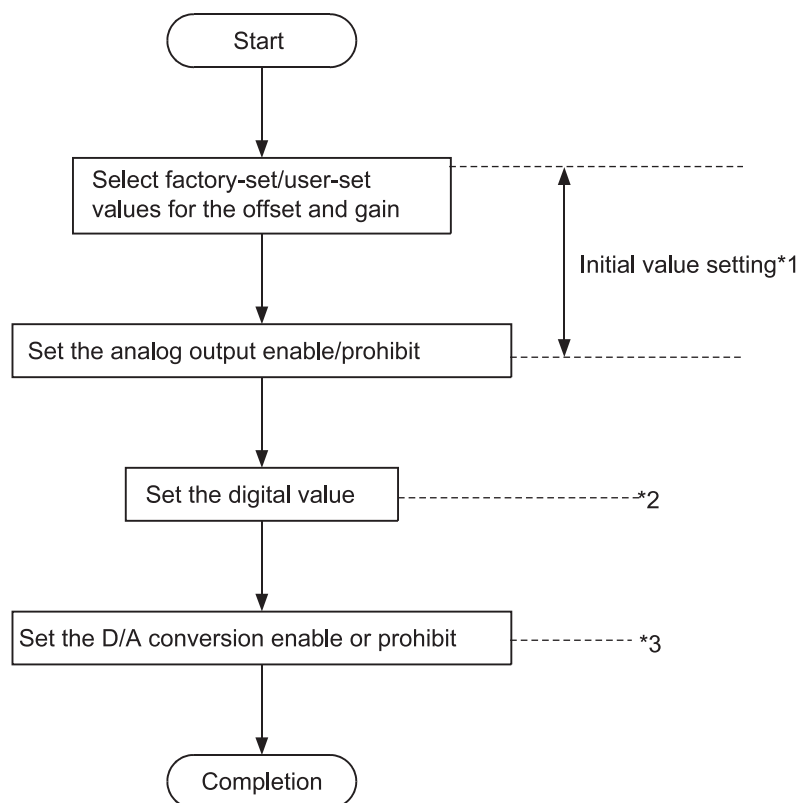 Start
Select factory-set/user-set
values for the offset and gain
Initial value setting*1
Set the analog output enable/prohibit
Set the digital value
*2
Set the D/A conversion enable or prohibit
*3
Completion